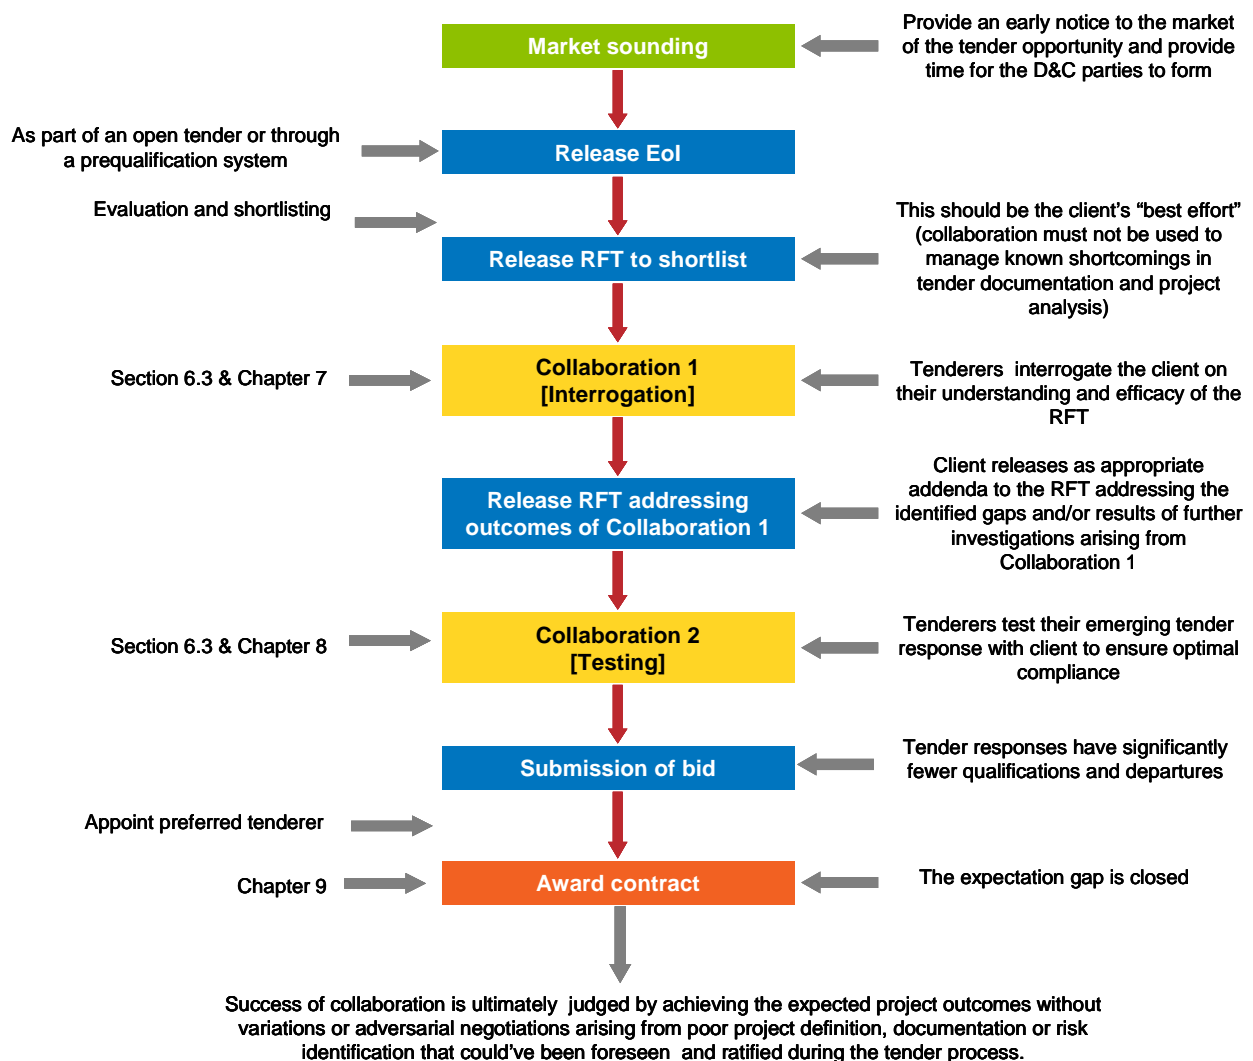 Market sounding
Provide an early notice to the market
of the tender opportunity and provide
time for the D&C parties to form
As part of an open tender or through
a prequalification system
Release EoI
Evaluation and shortlisting
Release RFT to shortlist
This should be the client's “best effort”
(collaboration must not be used to
manage known shortcomings in
tender documentation and project
analysis)
Section 6.3 & Chapter 7
Collaboration 1
[Interrogation]
Tenderers interrogate the client on
their understanding and efficacy of the
RFT
Release RFT addressing
outcomes of Collaboration 1
Client releases as appropriate
addenda to the RFT addressing the
identified gaps and/or results of further
investigations arising from
Collaboration 1
Section 6.3 & Chapter 8
Collaboration 2
[Testing]
Tenderers test their emerging tender
response with client to ensure optimal
compliance
Submission of bid
Tender responses have significantly
fewer qualifications and departures
Appoint preferred tenderer
Chapter 9
Award contract
The expectation gap is closed
Success of collaboration is ultimately judged by achieving the expected project outcomes without
variations or adversarial negotiations arising from poor project definition, documentation or risk
identification that could've been foreseen and ratified during the tender process.